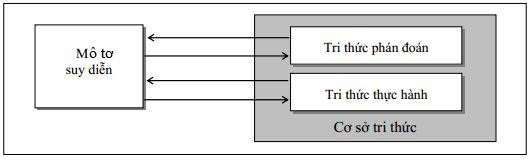 Mô tơ
suy diễn
Tri thức phán đoán
Tri thức thực hành
Cơ sở tri thức